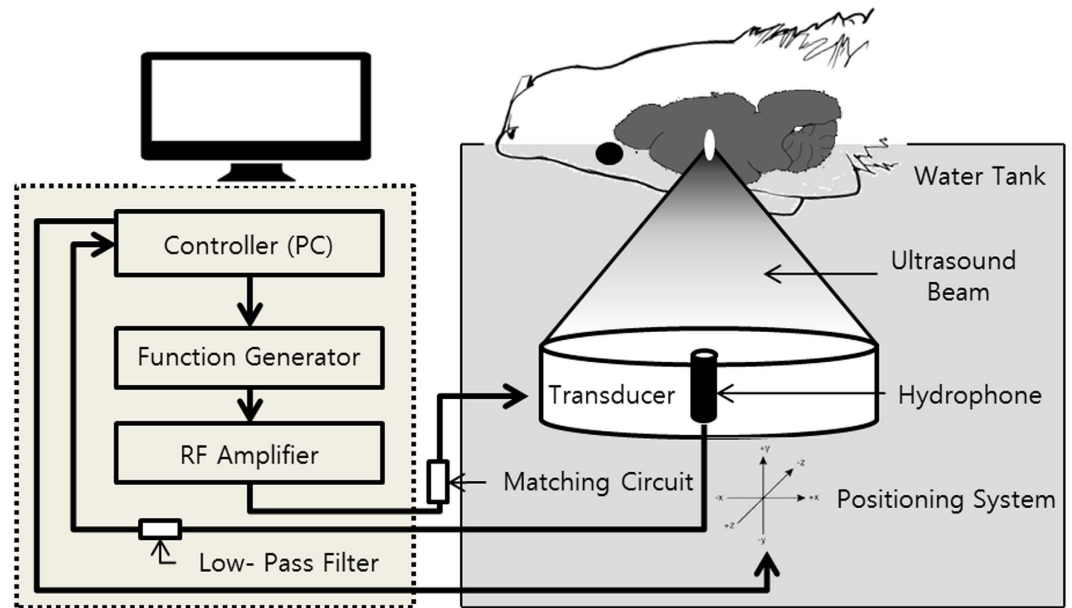 Controller (PC)
Function Generator
RF Amplifier
Low- Pass Filter
Matching Circuit
Water Tank
Ultrasound
Beam
Transducer
Hydrophone
+y
-z
-x
+x
+z
-y
Positioning System